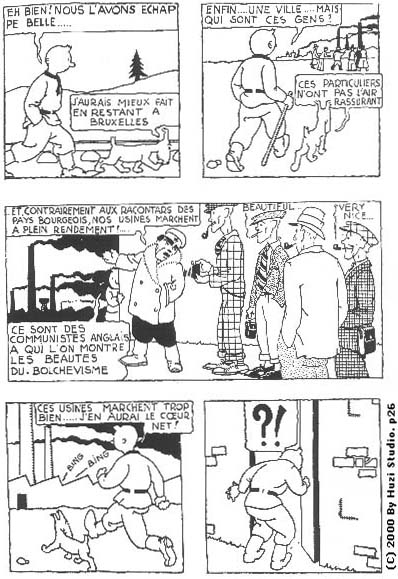 EH BIEN! NOUS L'AVONS ECHAP
PE BELLE.....
J'AURAIS MIEUX FAIT
EN RESTANT A
BRUXELLES
ENFIN....UNE VILLE.....MAIS
QUI SONT CES GENS?
CES PARTICULIERS
N'ONT PAS L'AIR
RASSURANT
..ET, CONTRAIREMENT AUX RACONTARS DES
PAYS BOURGEOIS, NOS USINES MARCHENT
A PLEIN RENDEMENT!....
BEAUTIFUL
VERY
NICE...
CE SONT DES
COMMUNISTES ANGLAIS
A QUI L'ON MONTRE
LES BEAUTES
DU. BOLCHEVISME
CES USINES MARCHENT TROP
BIEN.....J'EN AURAI LE CŒUR
NET!
BING
BING
?!
(C) 2000 By Huzi Studio. p26